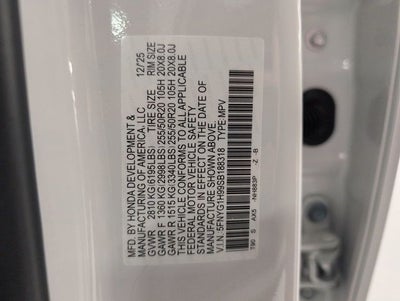 MFD. BY HONDA DEVELOPMENT & 12/25
MANUFACTURING OF AMERICA, LLC
GVWR 2810 KG(6195LBS) TIRE SIZE RIM SIZE
GAWR F 1360 KG(2998LBS) 255/50R20 105H 20X8.0J
GAWR R 1515 KG(3340LBS) 255/50R20 105H 20X8.0J
THIS VEHICLE CONFORMS TO ALL APPLICABLE
FEDERAL MOTOR VEHICLE SAFETY
STANDARDS IN EFFECT ON THE DATE OF
MANUFACTURE SHOWN ABOVE.
V.I.N. 5FNYG1H99SB188318 TYPE:MPV
-NH883P -Z -B